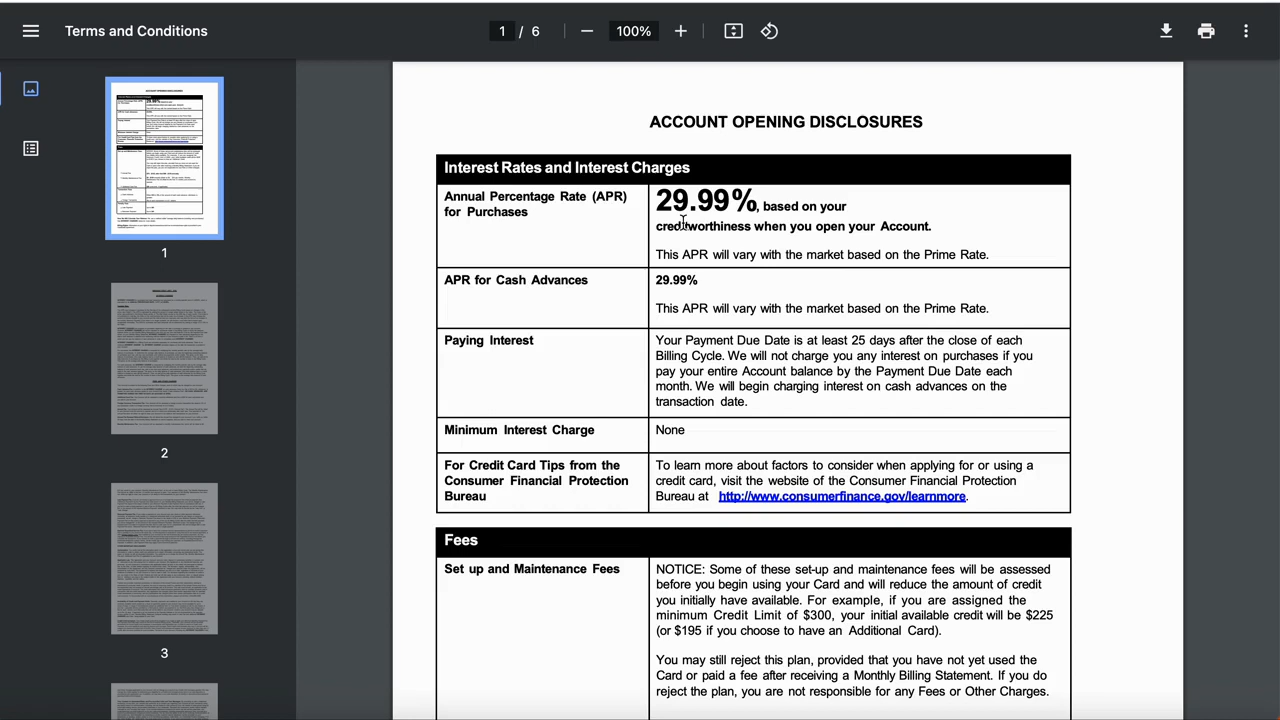 Terms and Conditions
1 / 6
100%
1
2
3
ACCOUNT OPENING DISCLOSURES
Interest Rates and Interest Charges
Annual Percentage Rate (APR)
for Purchases
29.99%, based on your
creditworthiness when you open your Account.
This APR will vary with the market based on the Prime Rate.
APR for Cash Advances
29.99%
This APR will vary with the market based on the Prime Rate.
Paying Interest
Your Payment Due Date is at least 25 days after the close of each
Billing Cycle. We will not charge you any interest on purchases if you
pay your entire Account balance by the Payment Due Date each
month. We will begin charging interest on cash advances on the
transaction date.
Minimum Interest Charge
None
For Credit Card Tips from the
Consumer Financial Protection
Bureau
To learn more about factors to consider when applying for or using a
credit card, visit the website of the Consumer Financial Protection
Bureau at http://www.consumerfinance.gov/learnmore.
Fees
Set up and Maintenance Fees
NOTICE: Some of these set-up and maintenance fees will be assessed
before you begin using your Card and will reduce the amount of credit
you initially have available. For example, if you are assigned the
minimum Credit Limit of $300, your initial available credit will be $225
(or $195 if you choose to have an Additional Card).
You may still reject this plan, provided that you have not yet used the
Card or paid a fee after receiving a Monthly Billing Statement. If you do
reject the plan, you are not responsible for any Fees or Other Charges.